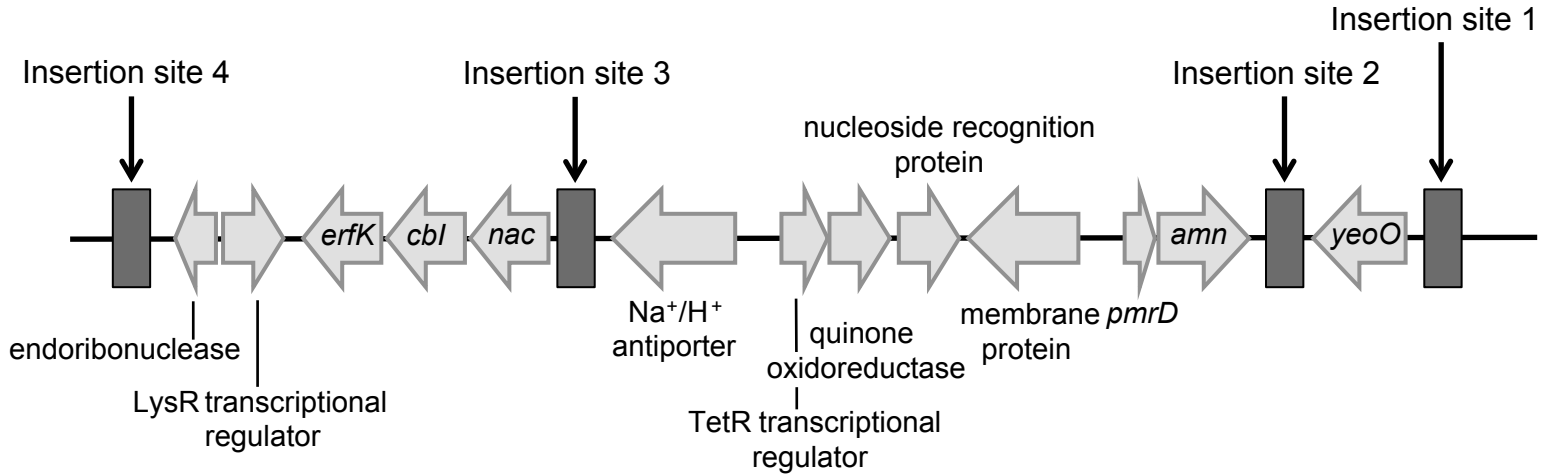 Insertion site 1
Insertion site 4
Insertion site 3
Insertion site 2
nucleoside recognition
protein
erfK
cbl
nac
amn
yeoO
endoribonuclease
LysR transcriptional
regulator
Na⁺/H⁺
antiporter
quinone
oxidoreductase
TetR transcriptional
regulator
membrane
protein
pmrD